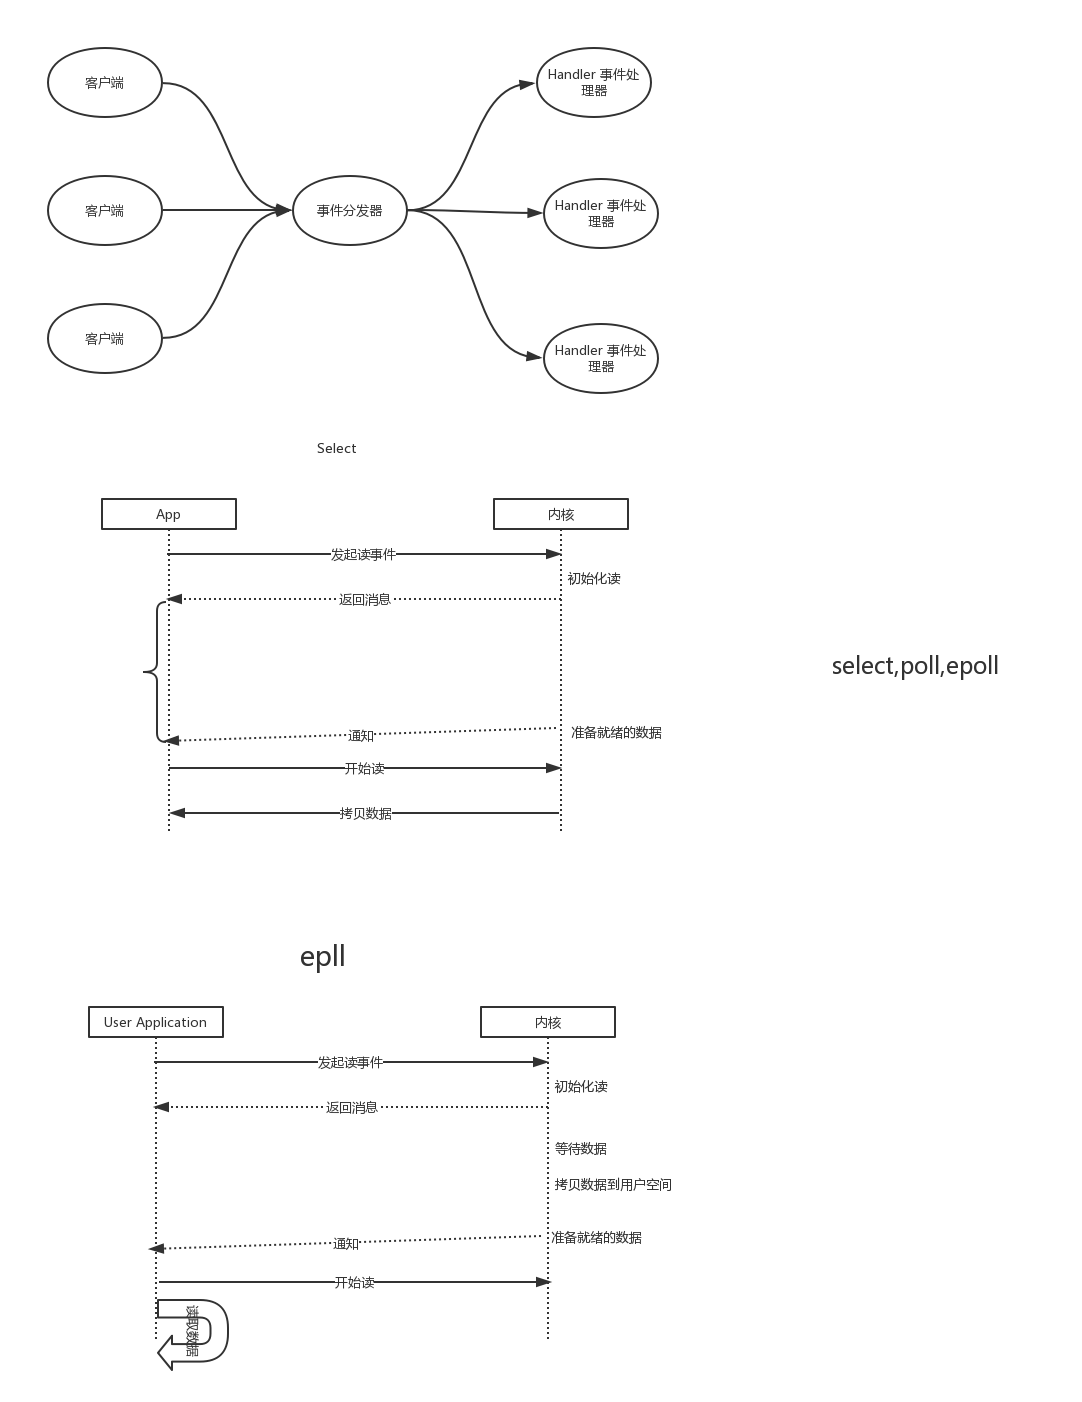 客户端
Handler 事件处
理器
客户端
事件分发器
Handler 事件处
理器
客户端
Handler 事件处
理器
Select
App
内核
发起读事件
初始化读
返回消息
select,poll,epoll
通知
准备就绪的数据
开始读
拷贝数据
epll
User Application
内核
发起读事件
初始化读
返回消息
等待数据
拷贝数据到用户空间
通知
准备就绪的数据
开始读
读取数据